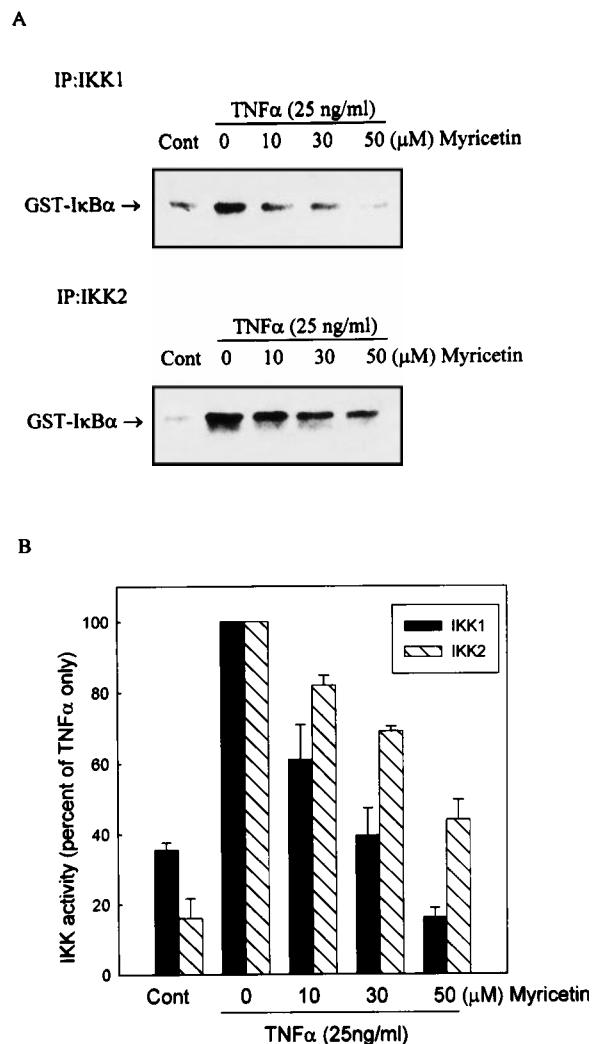 A
IP:IKK1
TNFα (25 ng/ml)
Cont 0 10 30 50 (μM) Myricetin
GST-IκBα →
IP:IKK2
TNFα (25 ng/ml)
Cont 0 10 30 50 (μM) Myricetin
GST-IκBα →
B
IKK activity (percent of TNFα only)
100
80
60
40
20
0
IKK1
IKK2
Cont 0 10 30 50 (μM) Myricetin
TNFα (25ng/ml)